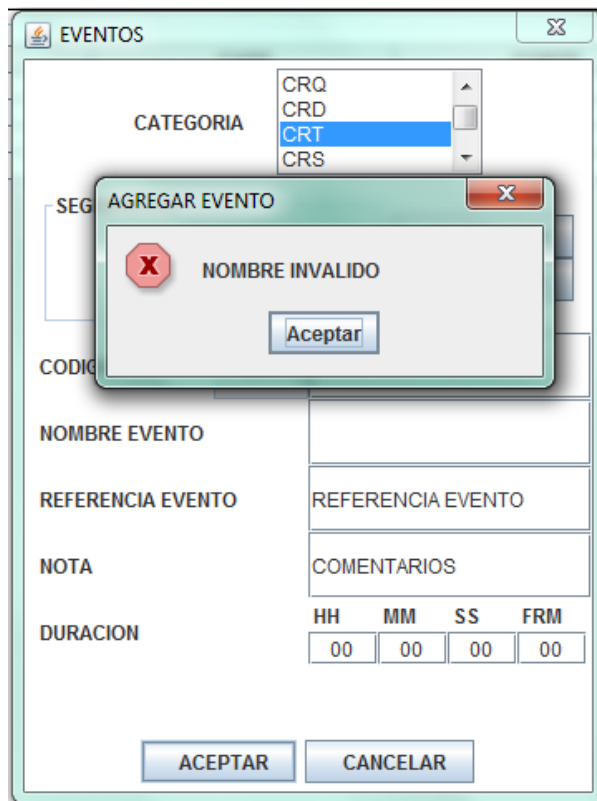 EVENTOS
CRQ
CRD
CATEGORIA
CRT
CRS
SEG
AGREGAR EVENTO
NOMBRE INVALIDO
Aceptar
CODIG
NOMBRE EVENTO
REFERENCIA EVENTO REFERENCIA EVENTO
NOTA COMENTARIOS
HH MM SS FRM
DURACION 00 00 00 00
ACEPTAR CANCELAR